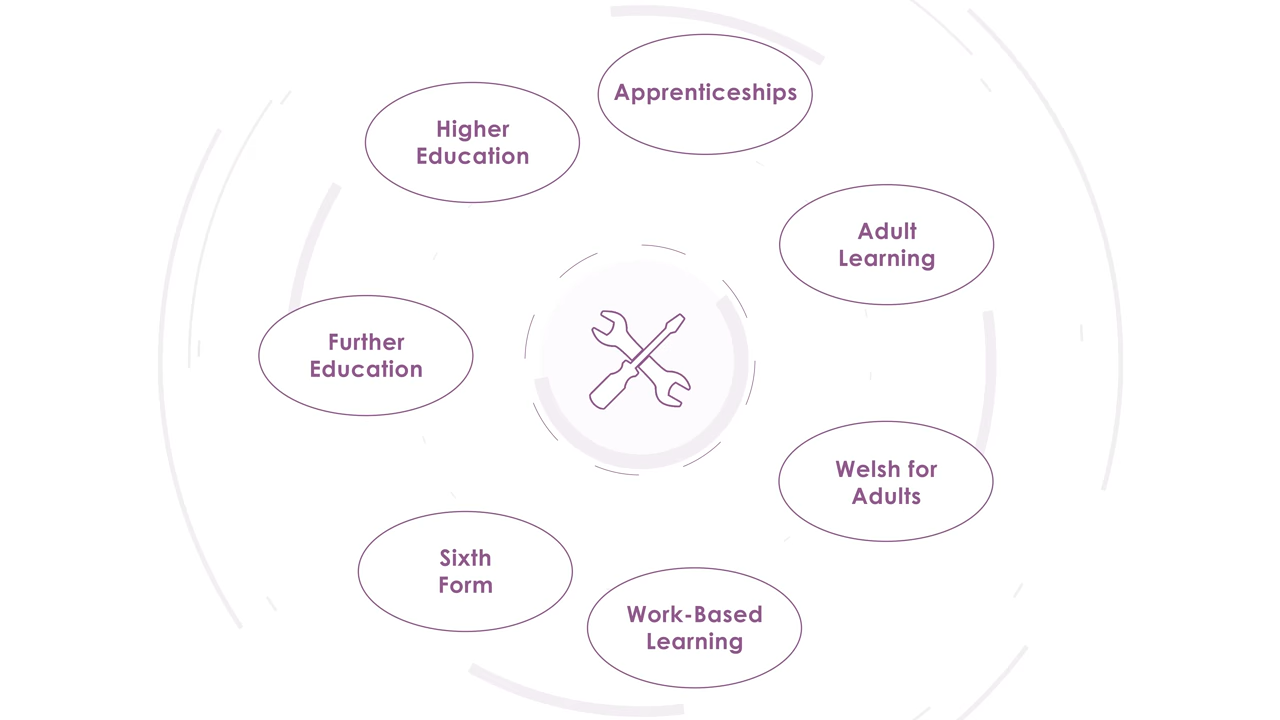 Apprenticeships
Higher
Education
Adult
Learning
Further
Education
Welsh for
Adults
Sixth
Form
Work-Based
Learning